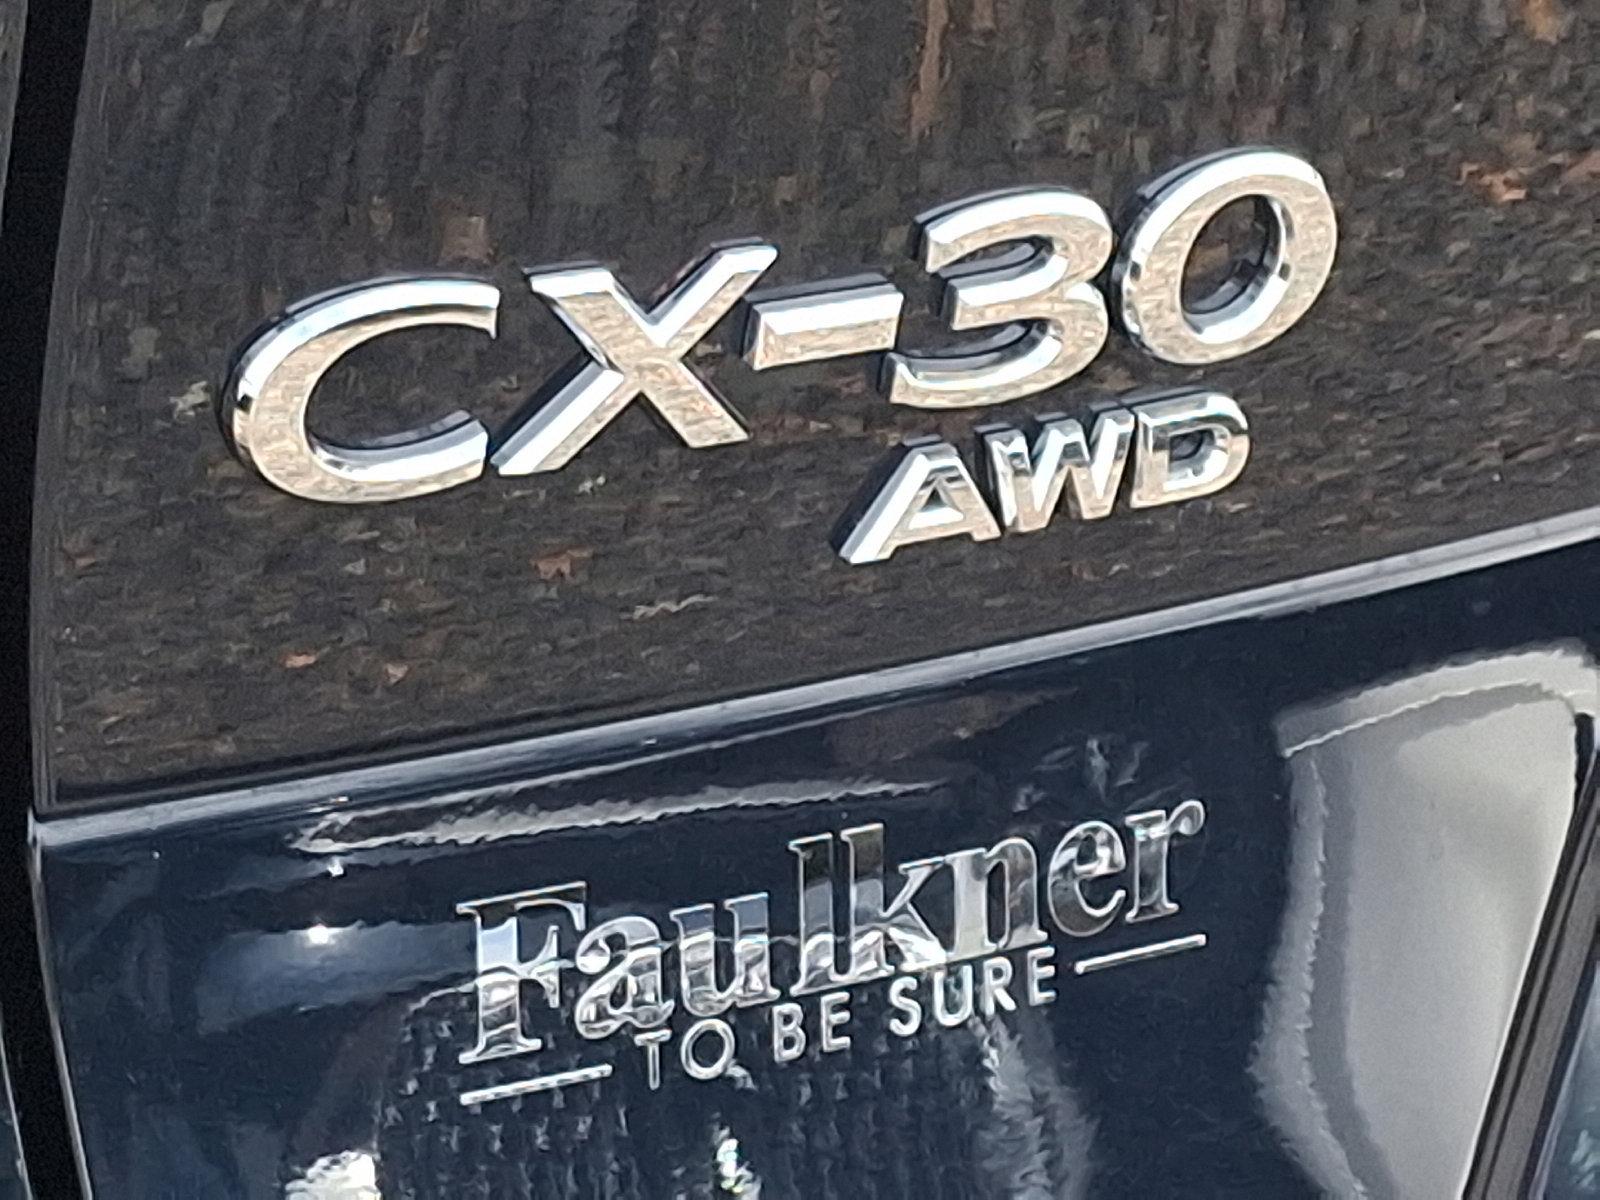 CX-30
AWD
Faulkner
TO BE SURE